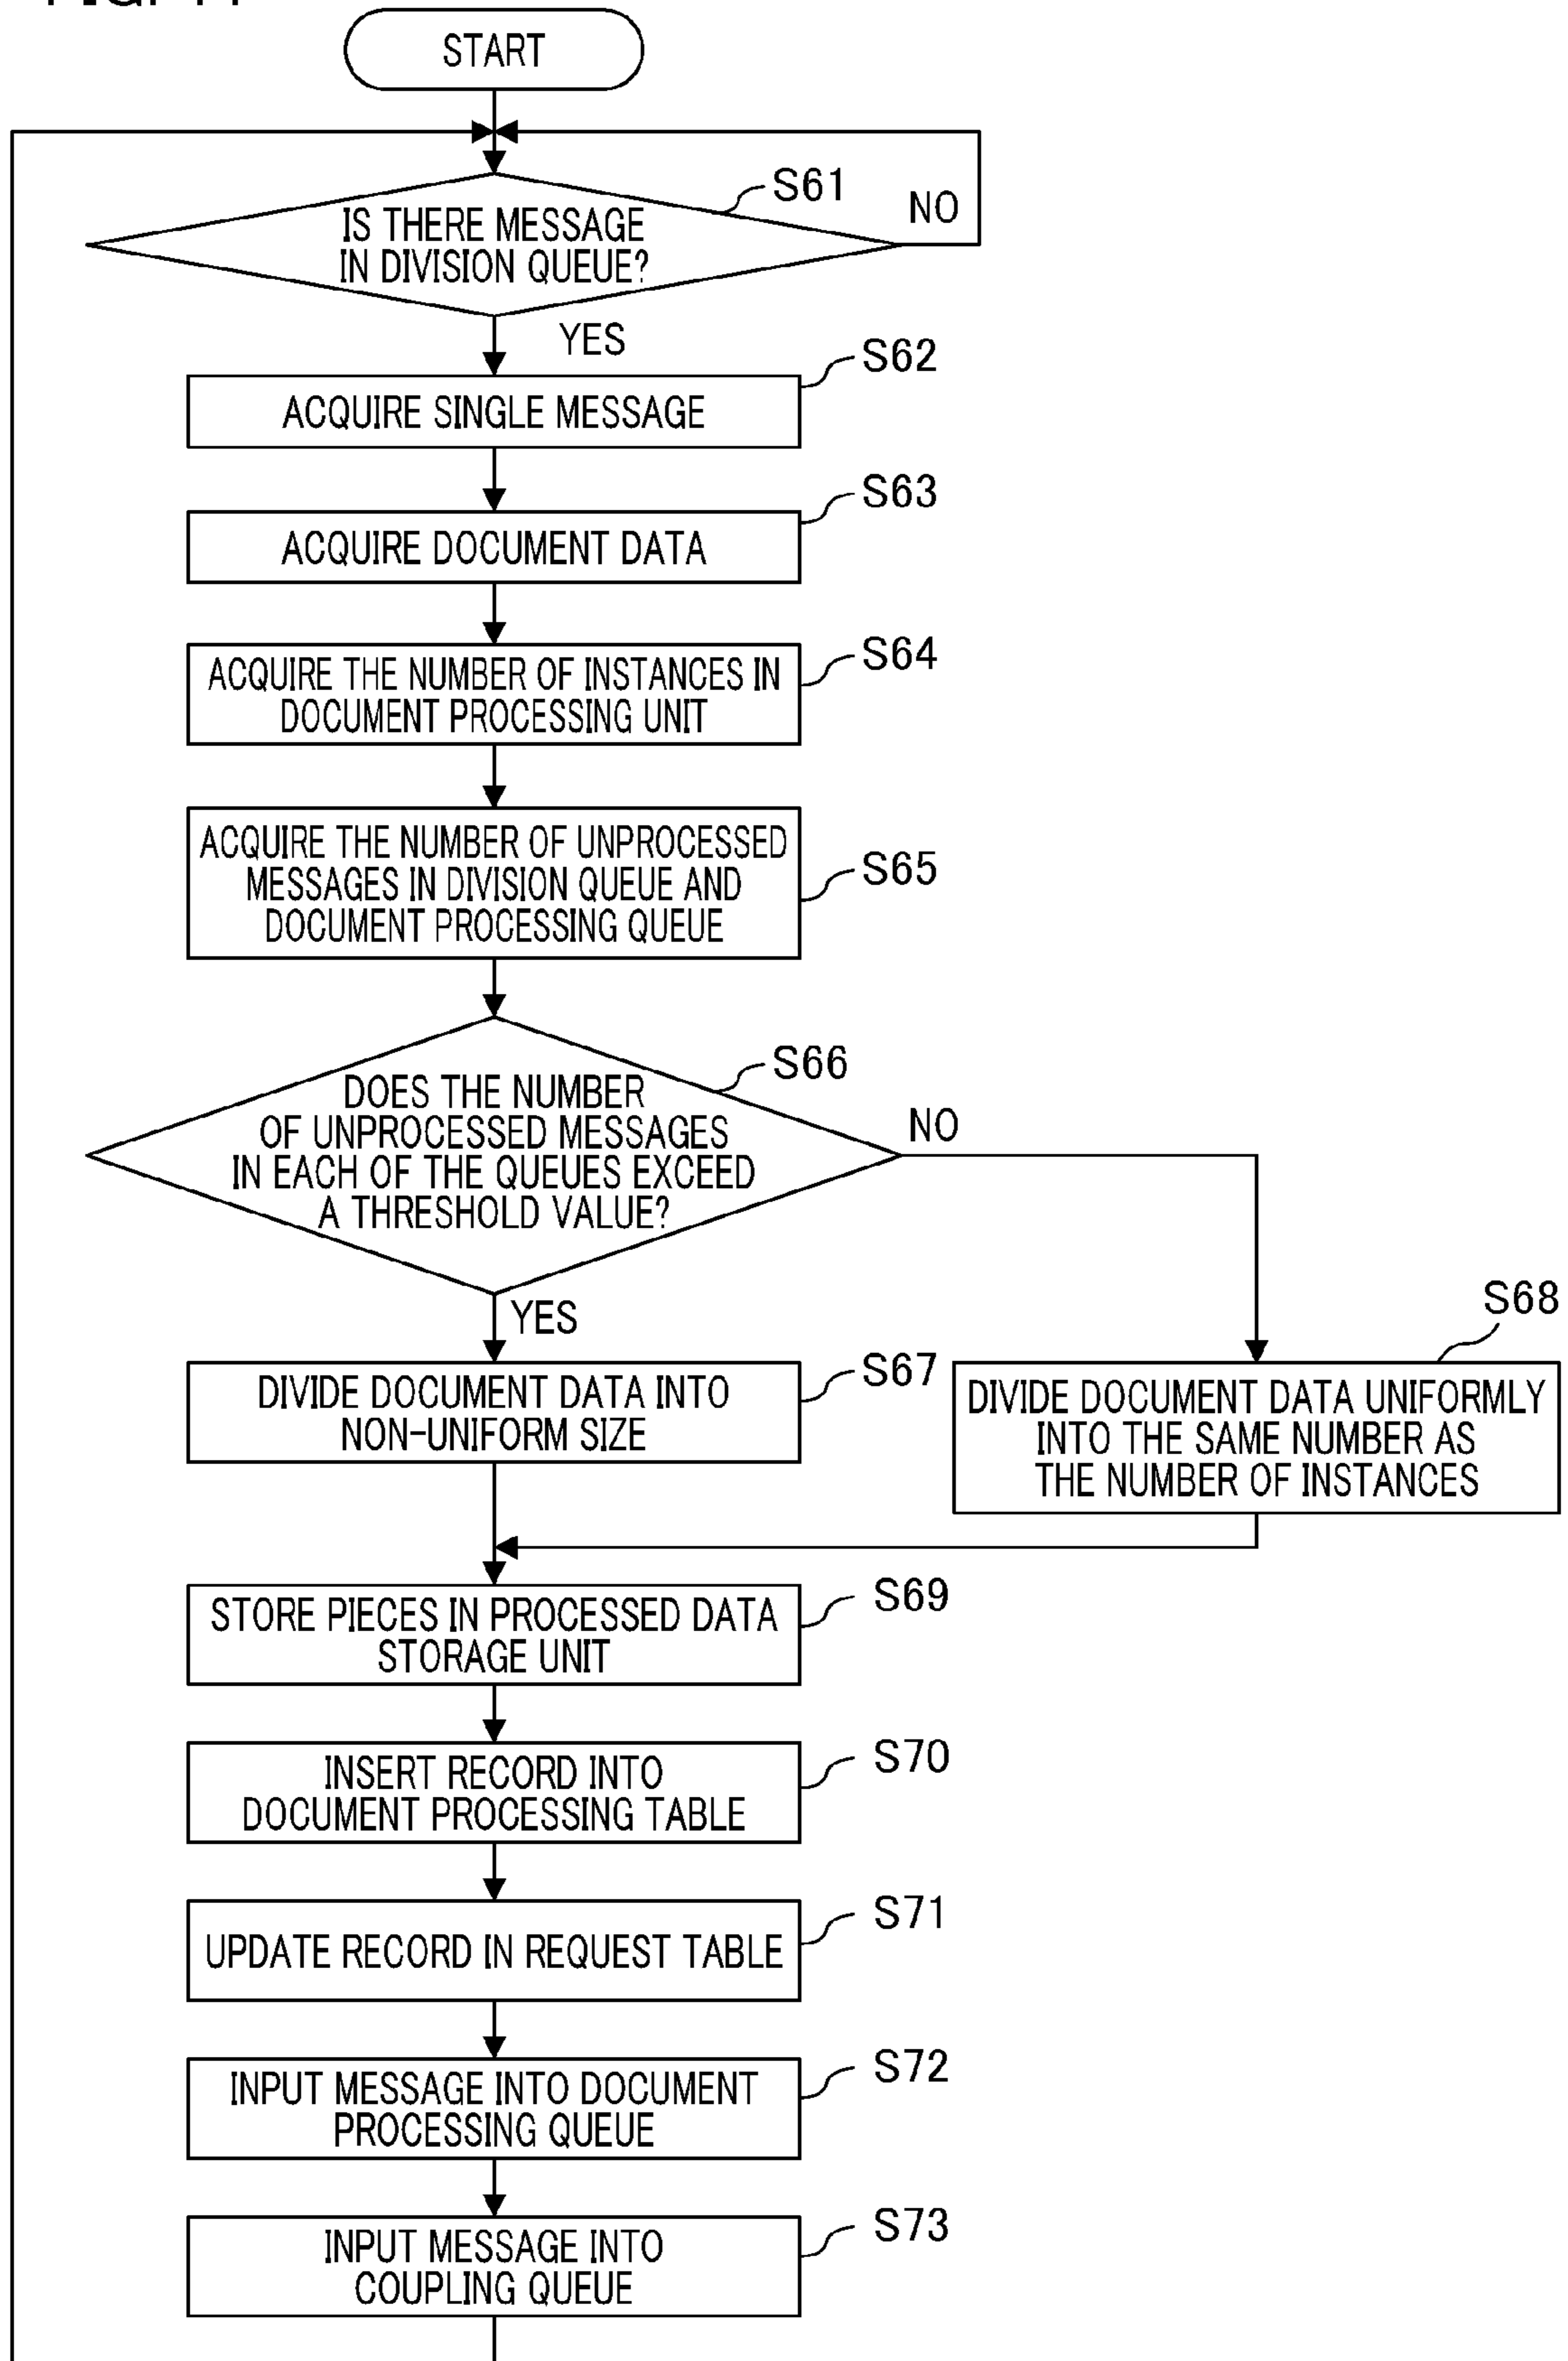 START
S61
NO
IS THERE MESSAGE
IN DIVISION QUEUE?
YES
S62
ACQUIRE SINGLE MESSAGE
S63
ACQUIRE DOCUMENT DATA
S64
ACQUIRE THE NUMBER OF INSTANCES IN
DOCUMENT PROCESSING UNIT
S65
ACQUIRE THE NUMBER OF UNPROCESSED
MESSAGES IN DIVISION QUEUE AND
DOCUMENT PROCESSING QUEUE
S66
NO
DOES THE NUMBER
OF UNPROCESSED MESSAGES
IN EACH OF THE QUEUES EXCEED
A THRESHOLD VALUE?
YES
S67
DIVIDE DOCUMENT DATA INTO
NON-UNIFORM SIZE
S68
DIVIDE DOCUMENT DATA UNIFORMLY
INTO THE SAME NUMBER AS
THE NUMBER OF INSTANCES
S69
STORE PIECES IN PROCESSED DATA
STORAGE UNIT
S70
INSERT RECORD INTO
DOCUMENT PROCESSING TABLE
S71
UPDATE RECORD IN REQUEST TABLE
S72
INPUT MESSAGE INTO DOCUMENT
PROCESSING QUEUE
S73
INPUT MESSAGE INTO
COUPLING QUEUE